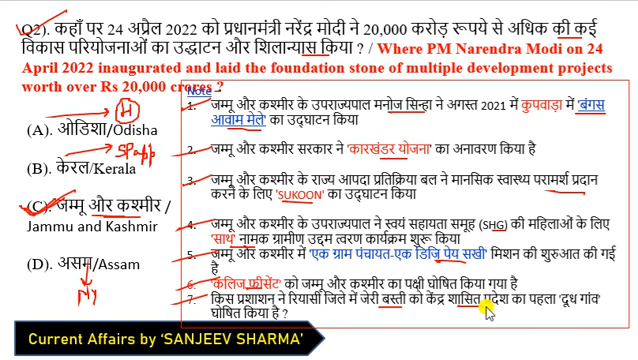 Q2). कहाँ पर 24 अप्रैल 2022 को प्रधानमंत्री नरेंद्र मोदी ने 20,000 करोड़ रूपये से अधिक की कई
विकास परियोजनाओं का उद्घाटन और शिलान्यास किया ? / Where PM Narendra Modi on 24
April 2022 inaugurated and laid the foundation stone of multiple development projects
worth over Rs 20,000 crores ?
(A). ओडिशा/Odisha
(B). केरल/Kerala
(C). जम्मू और कश्मीर /
Jammu and Kashmir
(D). असम/Assam
H
SPapp
Ny
Note –
1. जम्मू और कश्मीर के उपराज्यपाल मनोज सिन्हा ने अगस्त 2021 में कुपवाड़ा में 'बंगस
आवाम मेले' का उद्घाटन किया
2. जम्मू और कश्मीर सरकार ने 'कारखंडर योजना' का अनावरण किया है
3. जम्मू और कश्मीर के राज्य आपदा प्रतिक्रिया बल ने मानसिक स्वास्थ्य परामर्श प्रदान
करने के लिए 'SUKOON' का उद्घाटन किया
4. जम्मू और कश्मीर के उपराज्यपाल ने स्वयं सहायता समूह (SHG) की महिलाओं के लिए
'साथ' नामक ग्रामीण उद्यम त्वरण कार्यक्रम शुरू किया
5. जम्मू और कश्मीर में 'एक ग्राम पंचायत-एक डिजि पेय सखी' मिशन की शुरुआत की गई
है
6. 'कलिज फ़ीसेंट' को जम्मू और कश्मीर का पक्षी घोषित किया गया है
7. किस प्रशाशन ने रियासी जिले में जेरी बस्ती को केंद्र शासित प्रदेश का पहला 'दूध गांव'
घोषित किया है ?
Current Affairs by 'SANJEEV SHARMA'